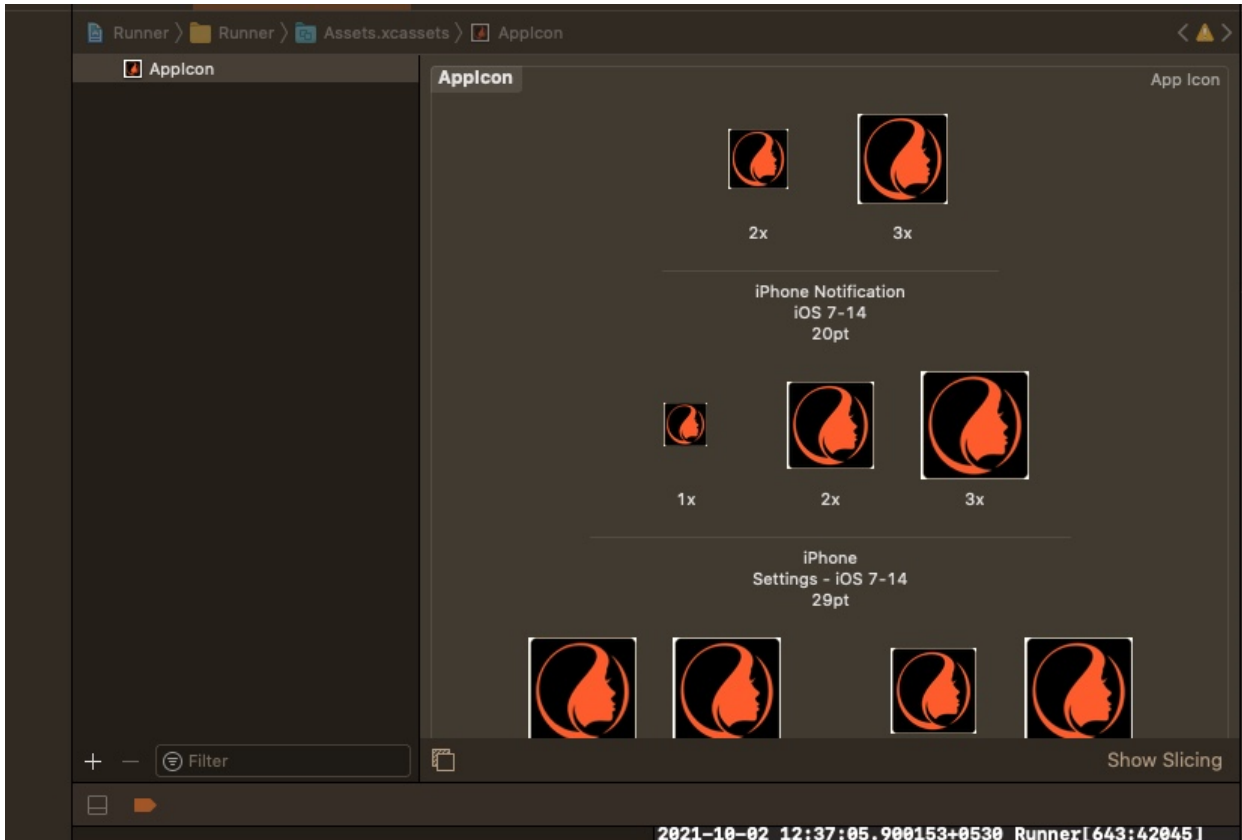 Runner 〉 Runner 〉 Assets.xcassets 〉 AppIcon
AppIcon
AppIcon
App Icon
2x 3x
iPhone Notification
iOS 7-14
20pt
1x 2x 3x
iPhone
Settings - iOS 7-14
29pt
Filter
Show Slicing
2021-10-02 12:37:05.900153+0530 Runner[643:42045]